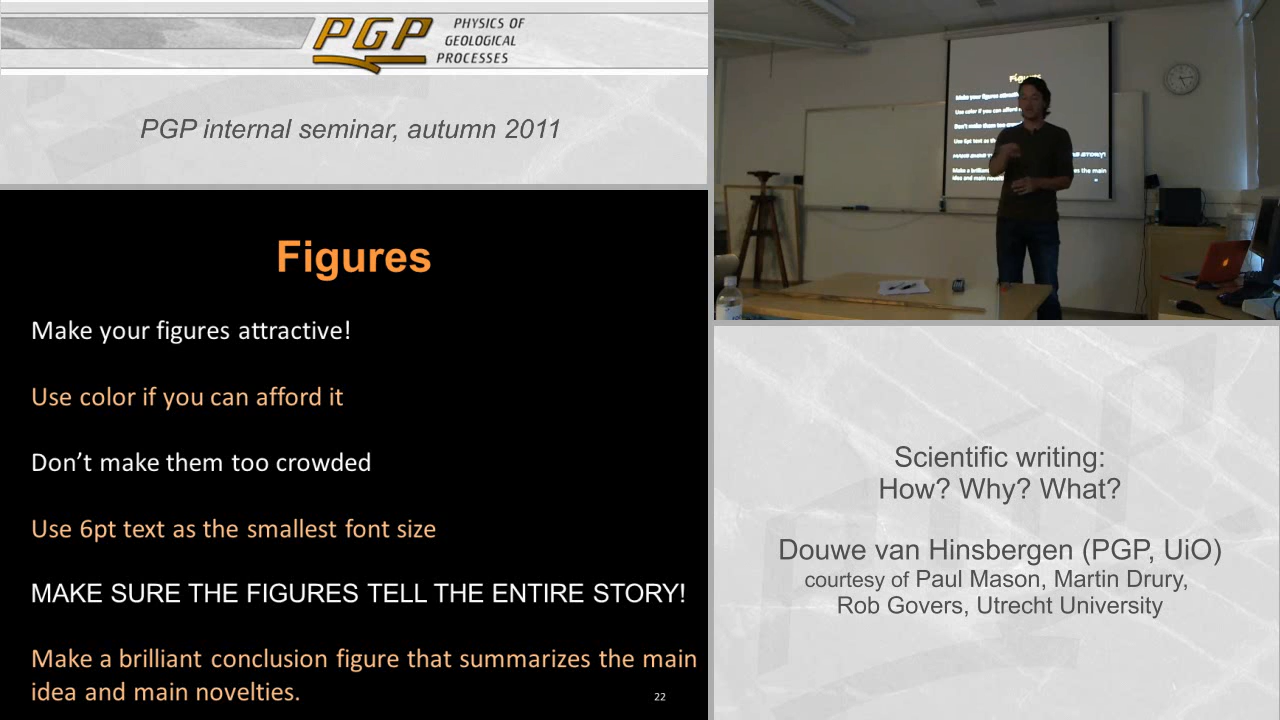 PGP
PHYSICS OF
GEOLOGICAL
PROCESSES
PGP internal seminar, autumn 2011
Figures
Make your figures attractive!
Use color if you can afford it
Don't make them too crowded
Use 6pt text as the smallest font size
MAKE SURE THE FIGURES TELL THE ENTIRE STORY!
Make a brilliant conclusion figure that summarizes the main
idea and main novelties.
22
Scientific writing:
How? Why? What?
Douwe van Hinsbergen (PGP, UiO)
courtesy of Paul Mason, Martin Drury,
Rob Govers, Utrecht University